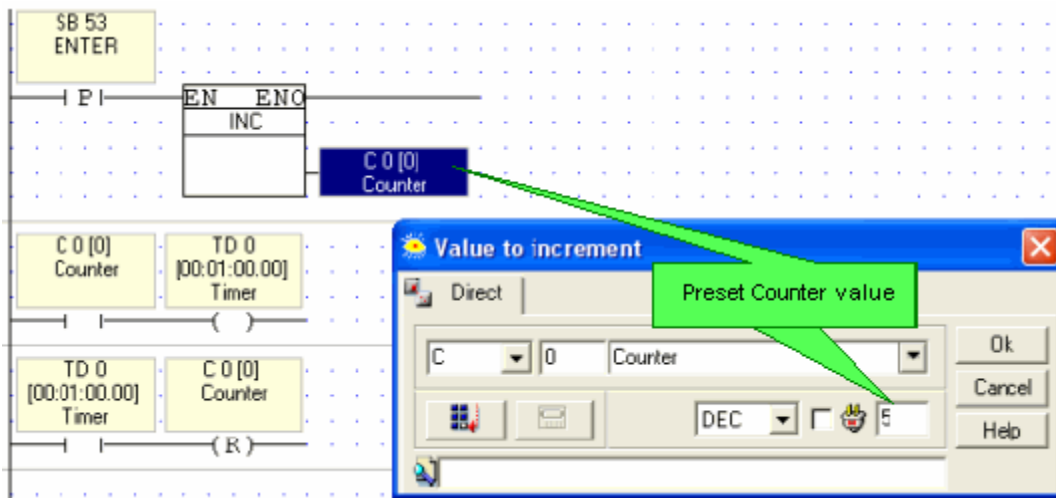 SB 53
ENTER
P
EN ENO
INC
C 0 [0]
Counter
C 0 [0]
Counter
TD 0
[00:01:00.00]
Timer
TD 0
[00:01:00.00]
Timer
C 0 [0]
Counter
R
Value to increment
Direct
Preset Counter value
C
0
Counter
Ok
Cancel
DEC
5
Help